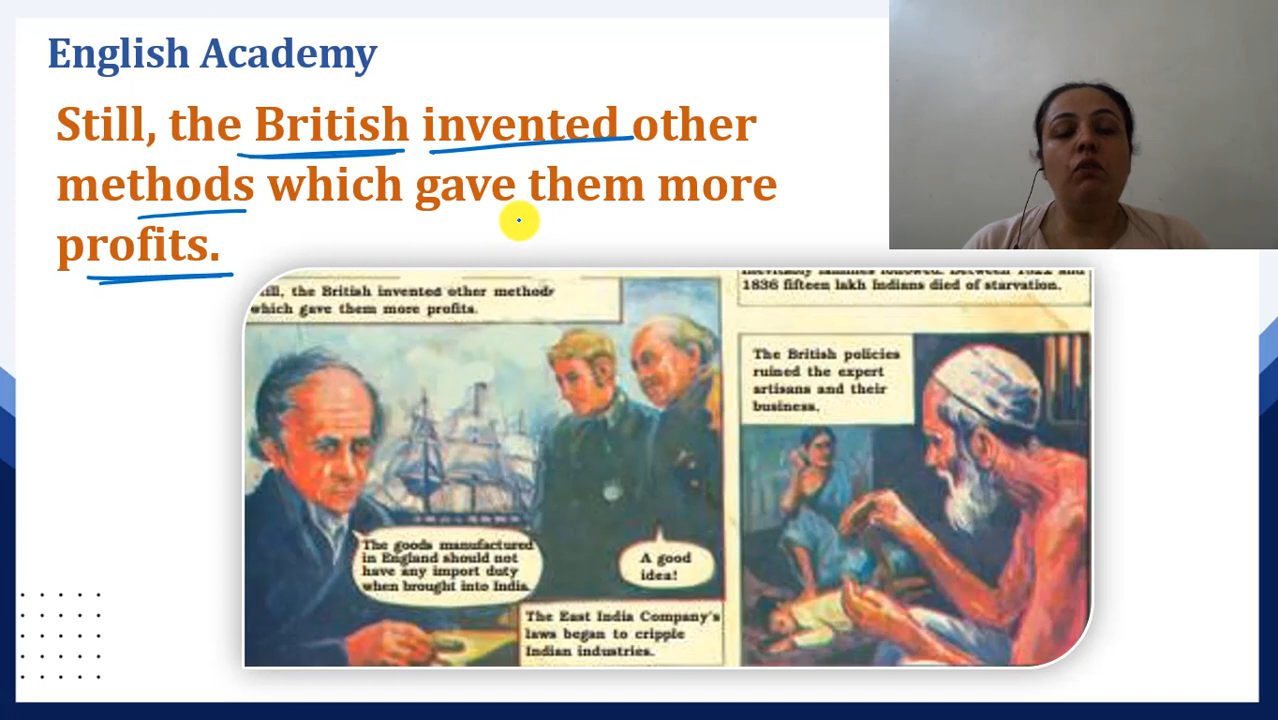 English Academy
Still, the British invented other
methods which gave them more
profits.
the British invented other methods
which gave them more profits.
The goods manufactured
in England should not
have any import duty
when brought into India.
A good
idea!
The East India Company's
laws began to cripple
Indian industries.
famines followed. Between 1822 and
1836 fifteen lakh Indians died of starvation.
The British policies
ruined the expert
artisans and their
business.